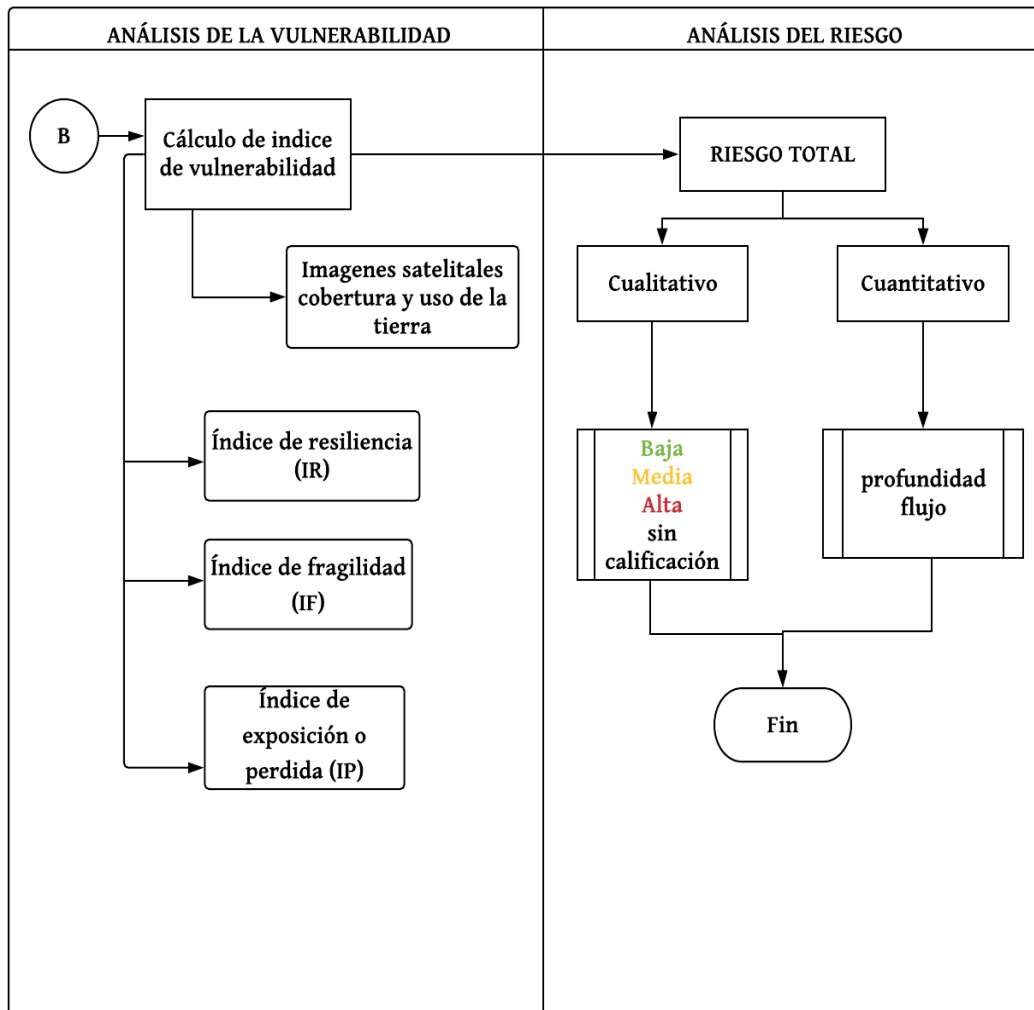 ANÁLISIS DE LA VULNERABILIDAD
ANÁLISIS DEL RIESGO
B
Cálculo de indice
de vulnerabilidad
Imagenes satelitales
cobertura y uso de la
tierra
Índice de resiliencia
(IR)
Índice de fragilidad
(IF)
Índice de
exposición o
perdida (IP)
RIESGO TOTAL
Cualitativo
Cuantitativo
Baja
Media
Alta
sin
calificación
profundidad
flujo
Fin